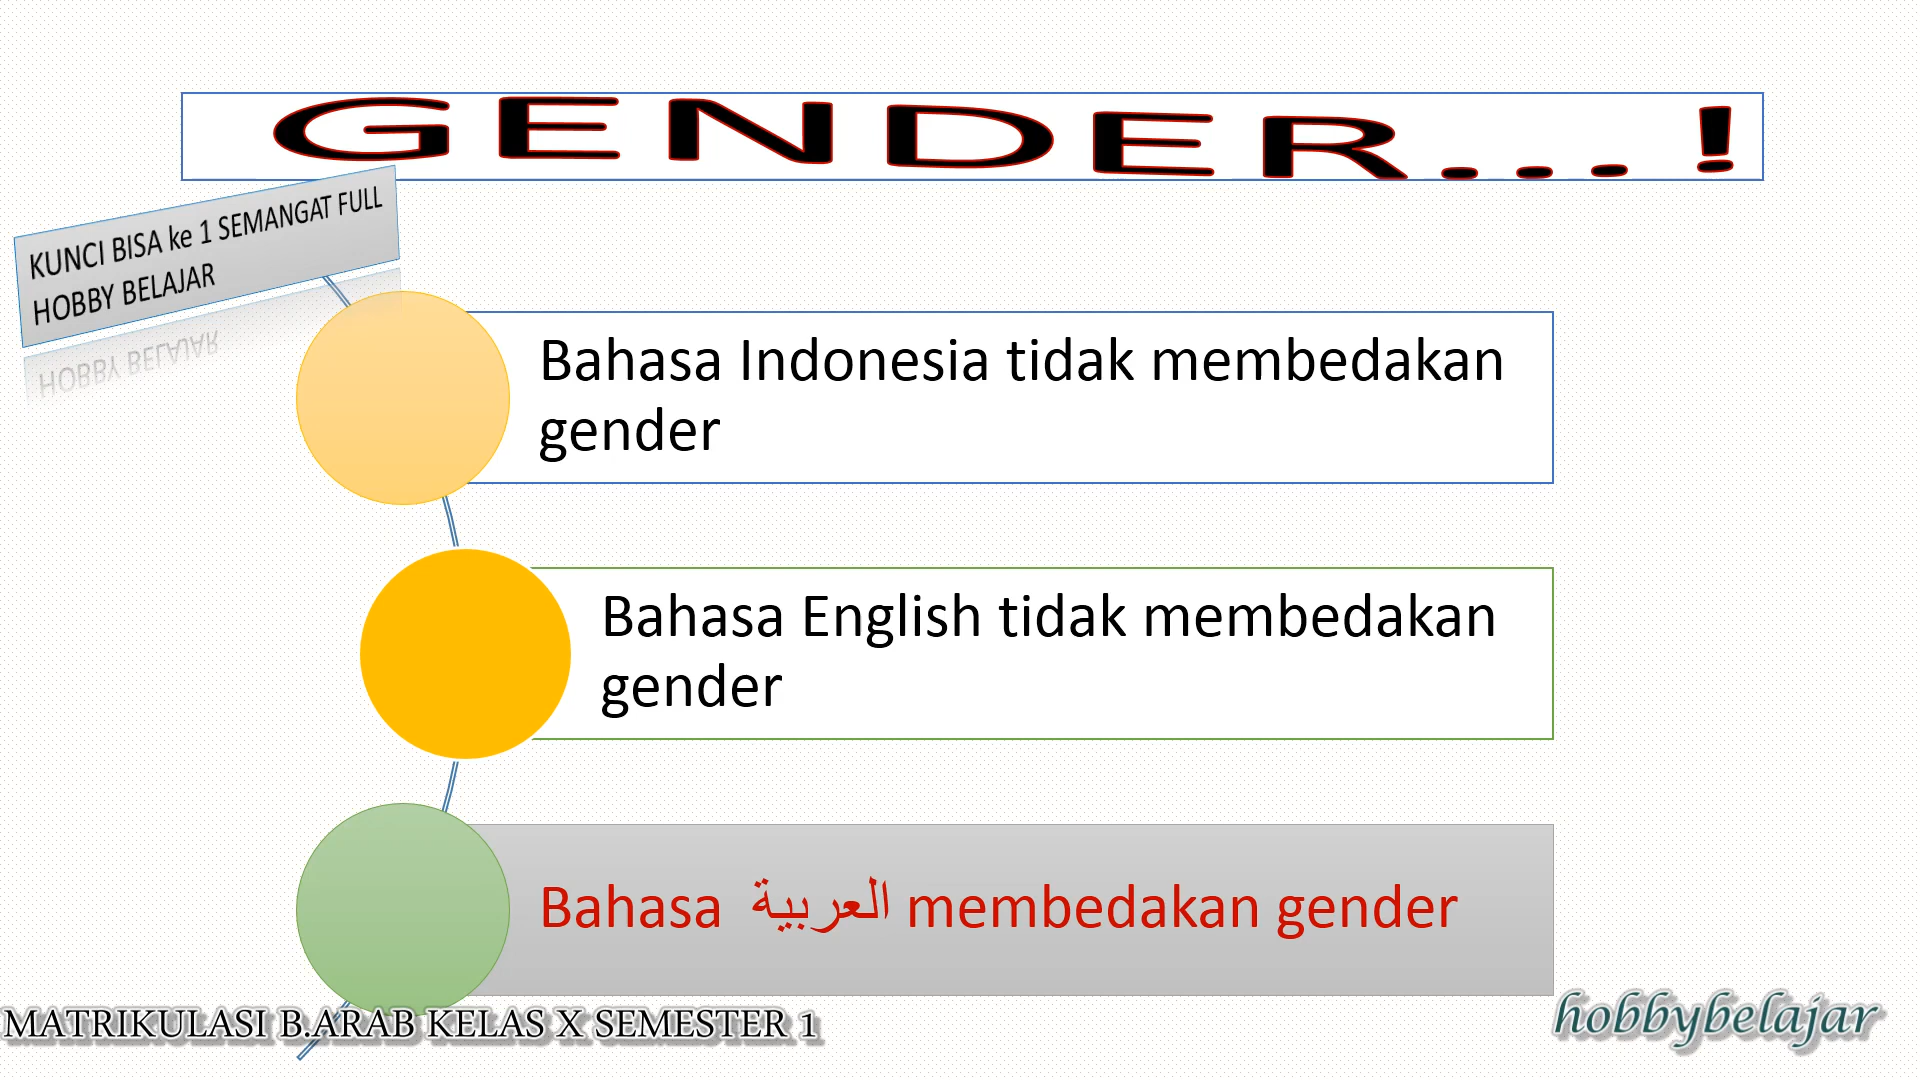 GENDER...!
KUNCI BISA ke 1 SEMANGAT FULL
HOBBY BELAJAR
Bahasa Indonesia tidak membedakan
gender
Bahasa English tidak membedakan
gender
Bahasa العربية membedakan gender
MATRIKULASI B.ARAB KELAS X SEMESTER 1
hobbybelajar